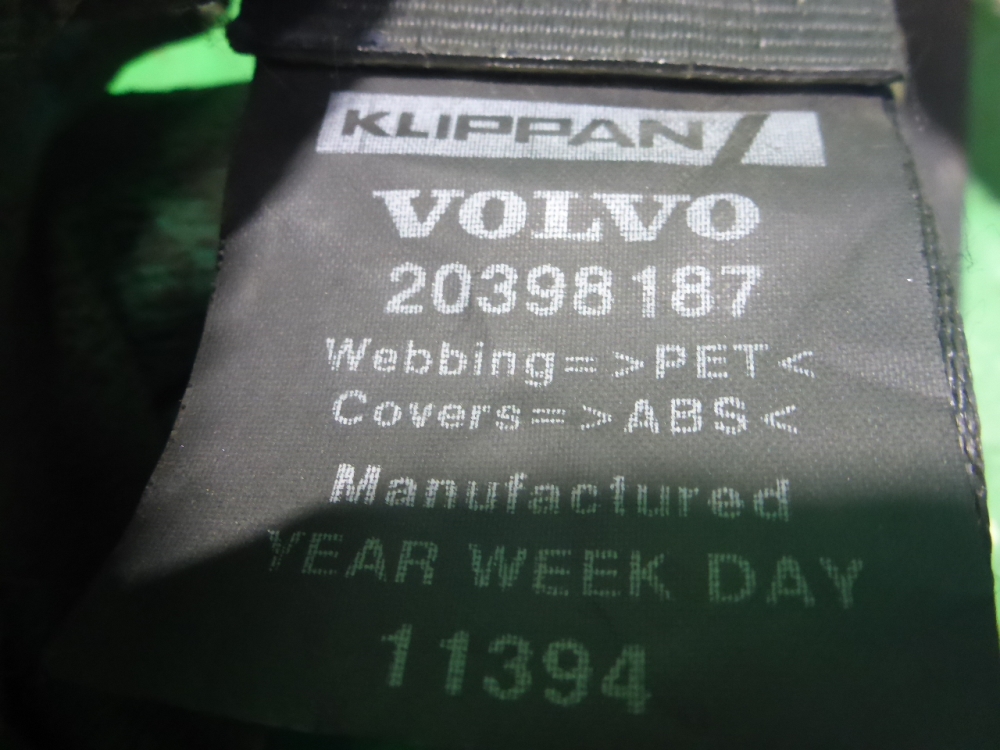 KLIPPAN
VOLVO
20398187
Webbing=>PET<
Covers=>ABS<
Manufactured
YEAR WEEK DAY
11394